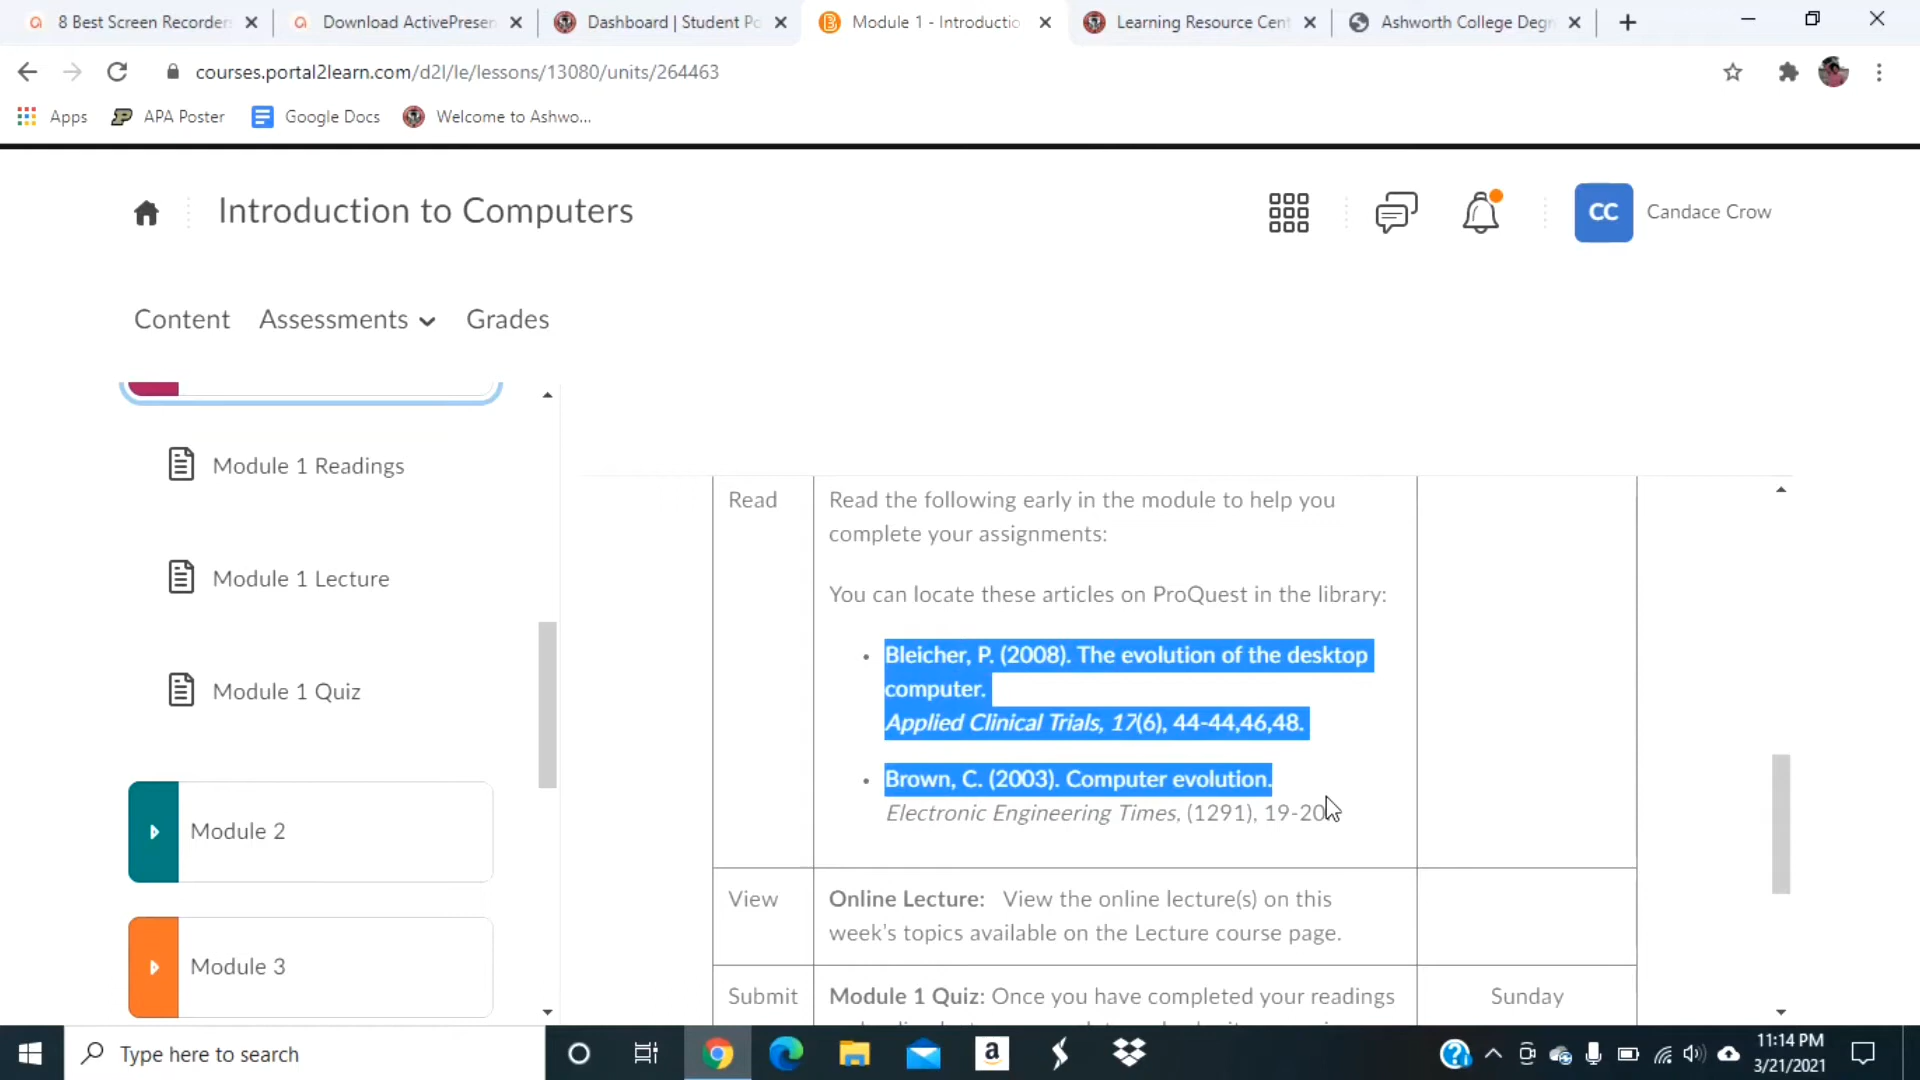 8 Best Screen Recorders
Download ActivePresen
Dashboard | Student Po
Module 1 - Introductio
Learning Resource Cent
Ashworth College Degr
courses.portal2learn.com/d2l/le/lessons/13080/units/264463
Apps
APA Poster
Google Docs
Welcome to Ashwo...
Introduction to Computers
CC
Candace Crow
Content
Assessments
Grades
Module 1 Readings
Module 1 Lecture
Module 1 Quiz
Module 2
Module 3
Read
Read the following early in the module to help you
complete your assignments:
You can locate these articles on ProQuest in the library:
• Bleicher, P. (2008). The evolution of the desktop
computer.
Applied Clinical Trials, 17(6), 44-44,46,48.
• Brown, C. (2003). Computer evolution.
Electronic Engineering Times, (1291), 19-20
View
Online Lecture: View the online lecture(s) on this
week's topics available on the Lecture course page.
Submit
Module 1 Quiz: Once you have completed your readings
Sunday
Type here to search
11:14 PM
3/21/2021